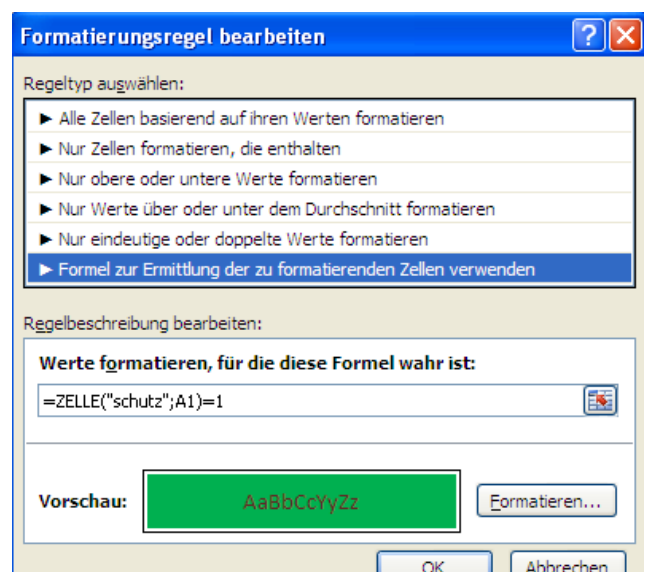 Formatierungsregel bearbeiten
Regeltyp auswählen:
► Alle Zellen basierend auf ihren Werten formatieren
► Nur Zellen formatieren, die enthalten
► Nur obere oder untere Werte formatieren
► Nur Werte über oder unter dem Durchschnitt formatieren
► Nur eindeutige oder doppelte Werte formatieren
► Formel zur Ermittlung der zu formatierenden Zellen verwenden
Regelbeschreibung bearbeiten:
Werte formatieren, für die diese Formel wahr ist:
=ZELLE("schutz";A1)=1
Vorschau: AaBbCcYyZz Formatieren...
OK Abbrechen